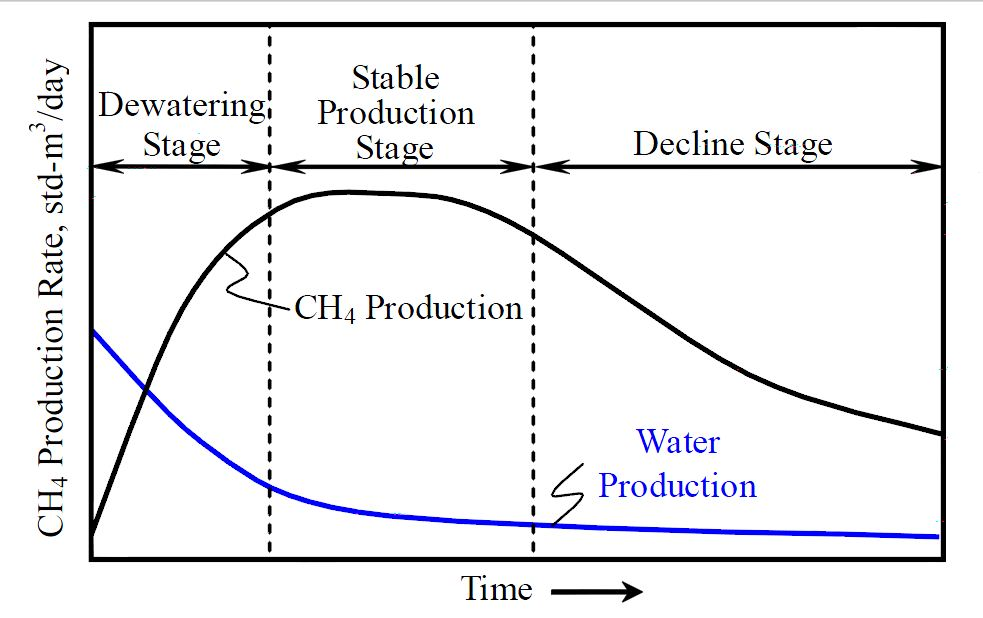 CH₄ Production Rate, std-m³/day
Dewatering
Stage
Stable
Production
Stage
Decline Stage
CH₄ Production
Water
Production
Time